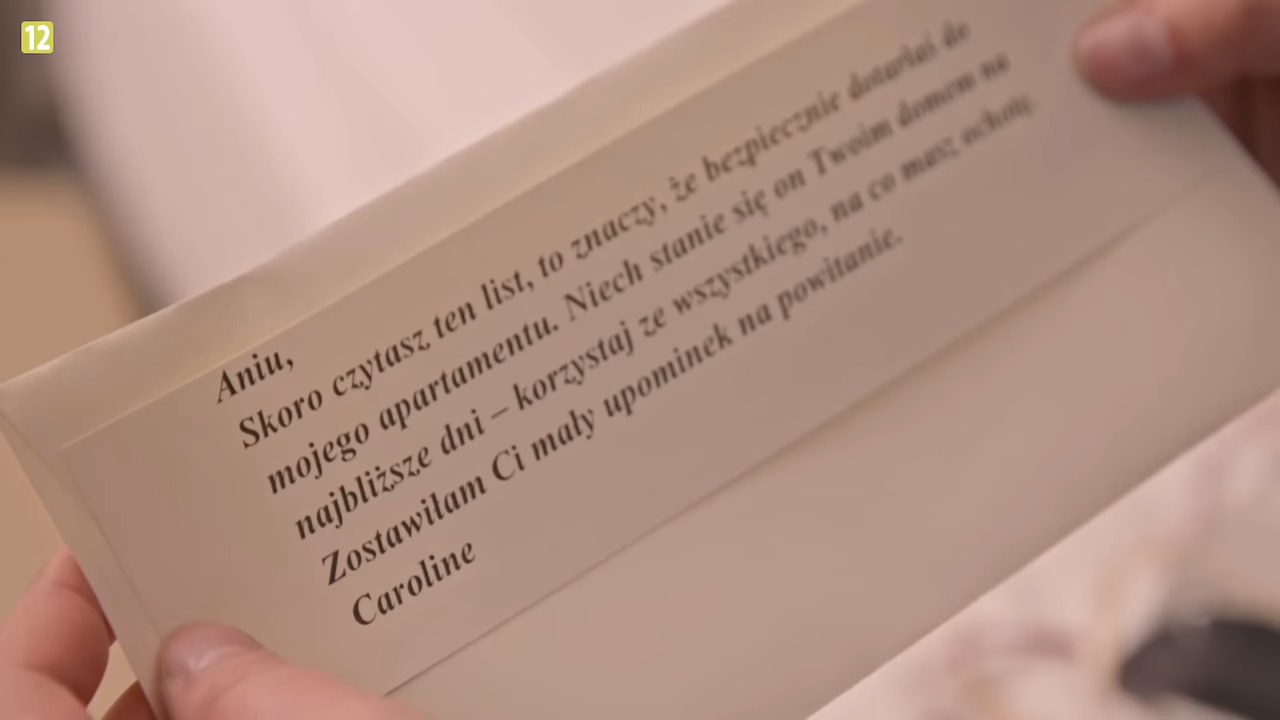 12
Aniu,
Skoro czytasz ten list, to znaczy, że bezpiecznie dotarłaś do
mojego apartamentu. Niech stanie się on Twoim domem na
najbliższe dni – korzystaj ze wszystkiego, na co masz ochotę.
Zostawiłam Ci mały upominek na powitanie.
Caroline